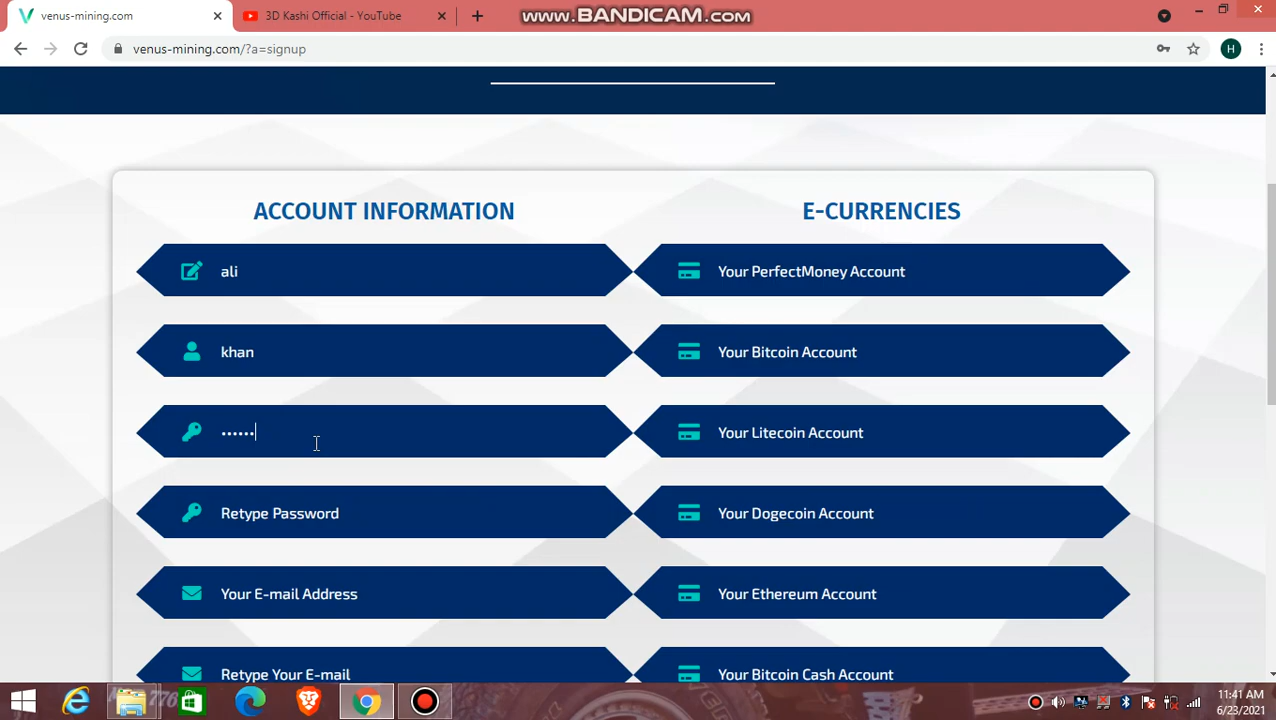 venus-mining.com
3D Kashi Official - YouTube
www.BANDICAM.com
venus-mining.com/?a=signup
H
ACCOUNT INFORMATION
E-CURRENCIES
ali
Your PerfectMoney Account
khan
Your Bitcoin Account
••••••
Your Litecoin Account
Retype Password
Your Dogecoin Account
Your E-mail Address
Your Ethereum Account
Retype Your E-mail
Your Bitcoin Cash Account
11:41 AM
6/23/2021